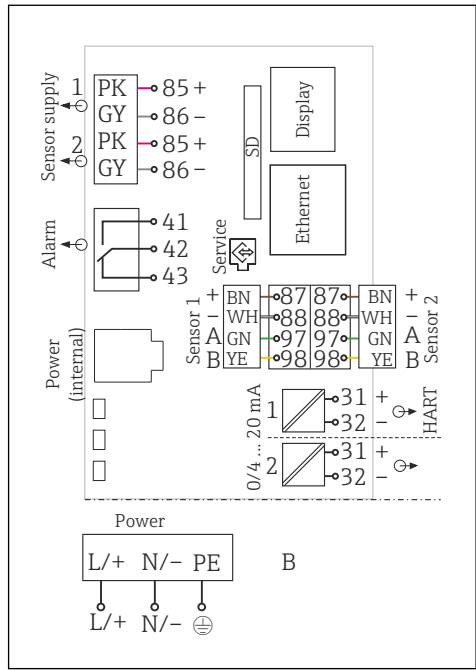 Sensor supply
1 PK 85 +
GY 86 –
2 PK 85 +
GY 86 –
Display
SD
Ethernet
Alarm
41
42
43
Service
Power
(internal)
Sensor 1
+ BN 87 87 BN +
– WH 88 88 WH –
A GN 97 97 GN A
B YE 98 98 YE B
Sensor 2
0/4 ... 20 mA
1 31 +
32 –
HART
2 31 +
32 –
Power
L/+ N/– PE
B
L/+ N/–